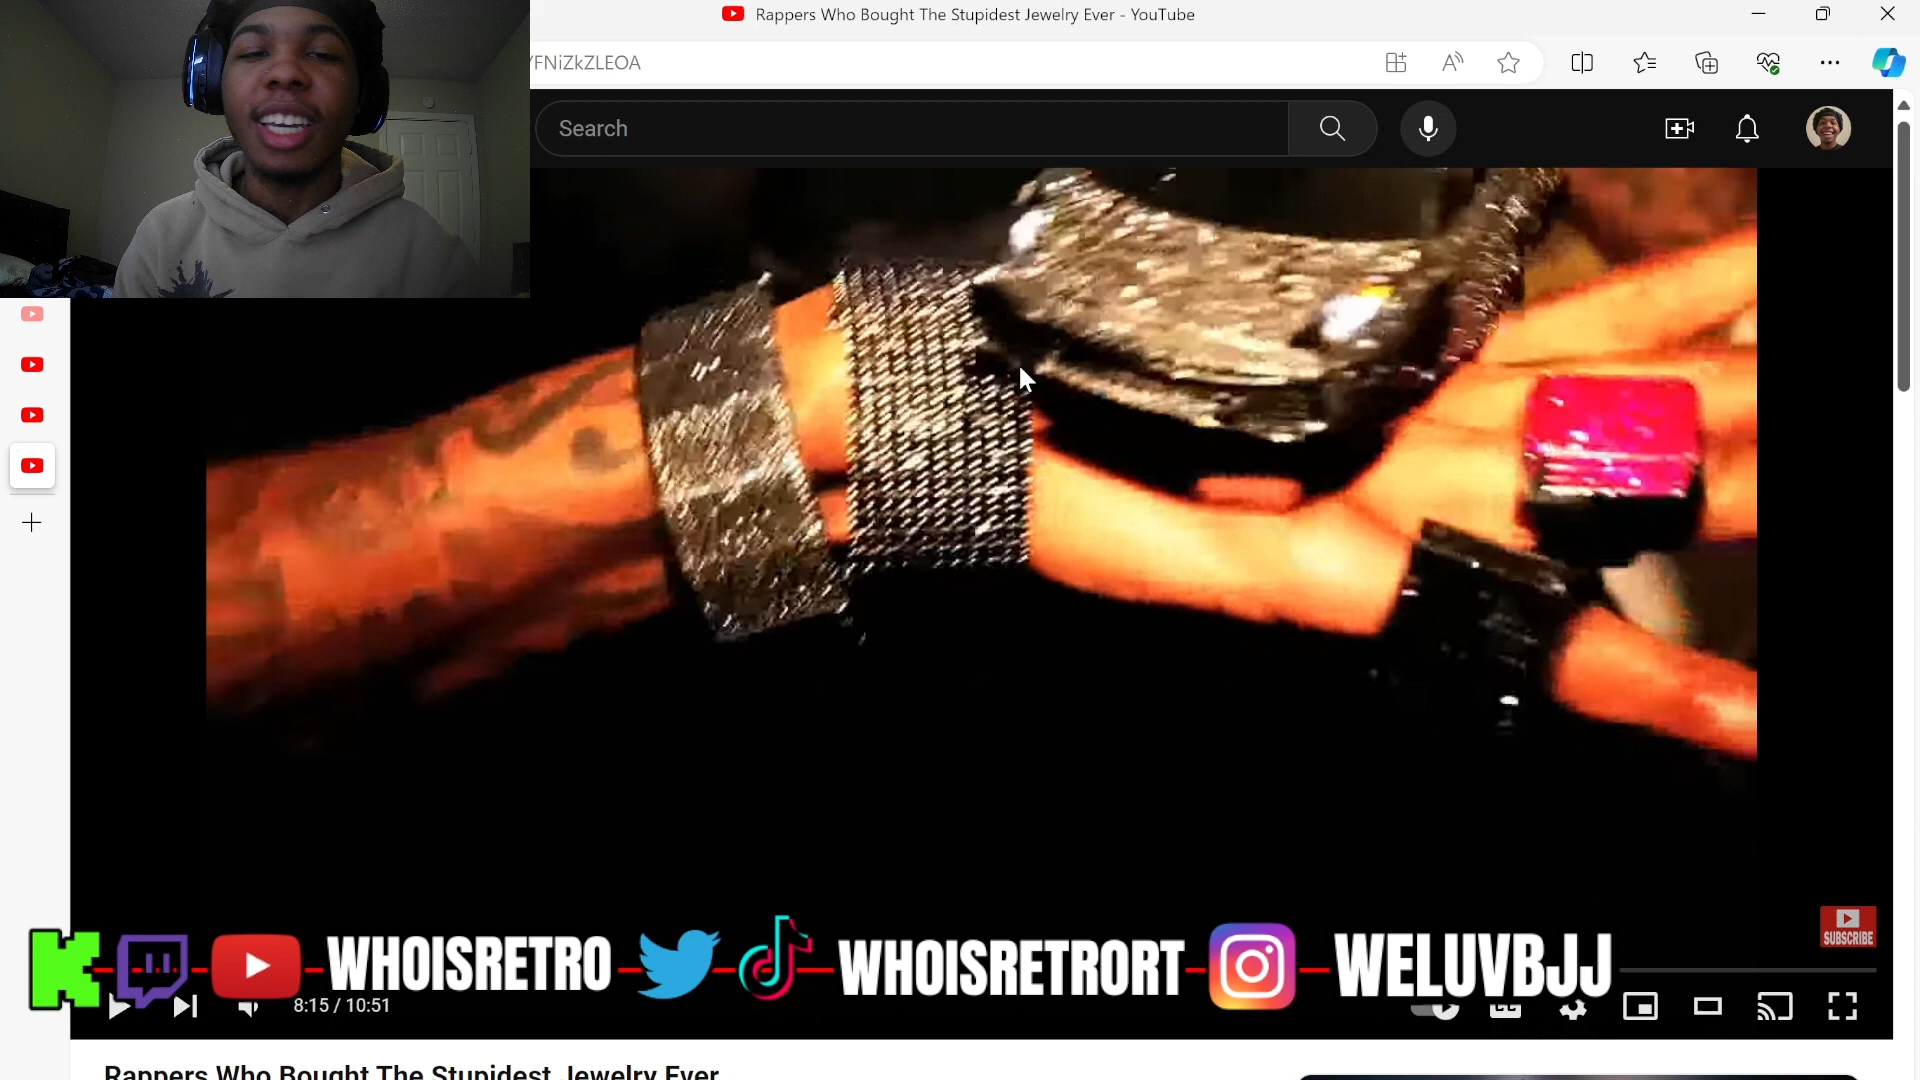 Rappers Who Bought The Stupidest Jewelry Ever - YouTube
/FNiZkZLEOA
Search
SUBSCRIBE
WHOISRETRO
WHOISRETRORT
WELUVBJJ
8:15 / 10:51
Rappers Who Bought The Stupidest Jewelry Ever